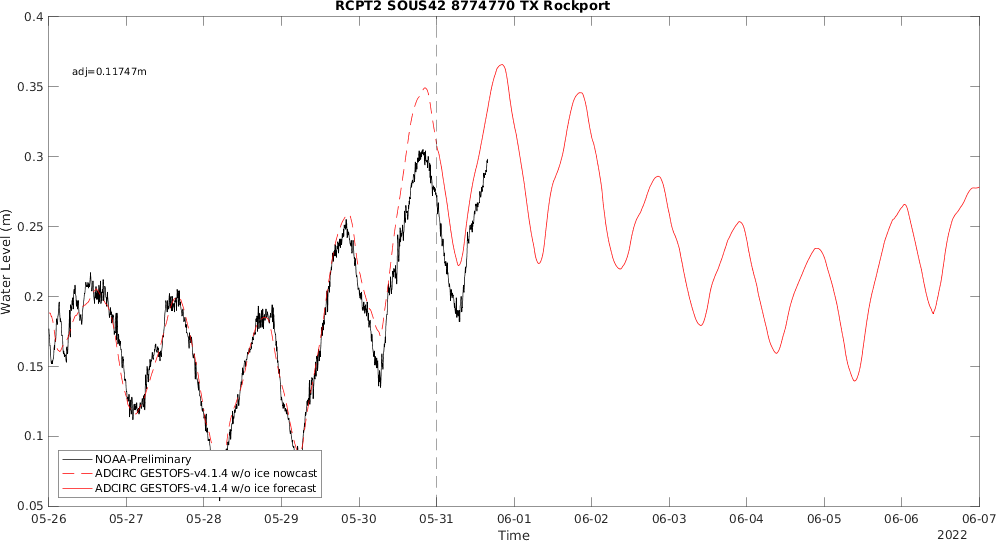 RCPT2 SOUS42 8774770 TX Rockport
0.4
adj=0.11747m
0.35
0.3
0.25
0.2
0.15
0.1
0.05
Water Level (m)
NOAA-Preliminary
ADCIRC GESTOFS-v4.1.4 w/o ice nowcast
ADCIRC GESTOFS-v4.1.4 w/o ice forecast
05-26 05-27 05-28 05-29 05-30 05-31 06-01 06-02 06-03 06-04 06-05 06-06 06-07
Time
2022